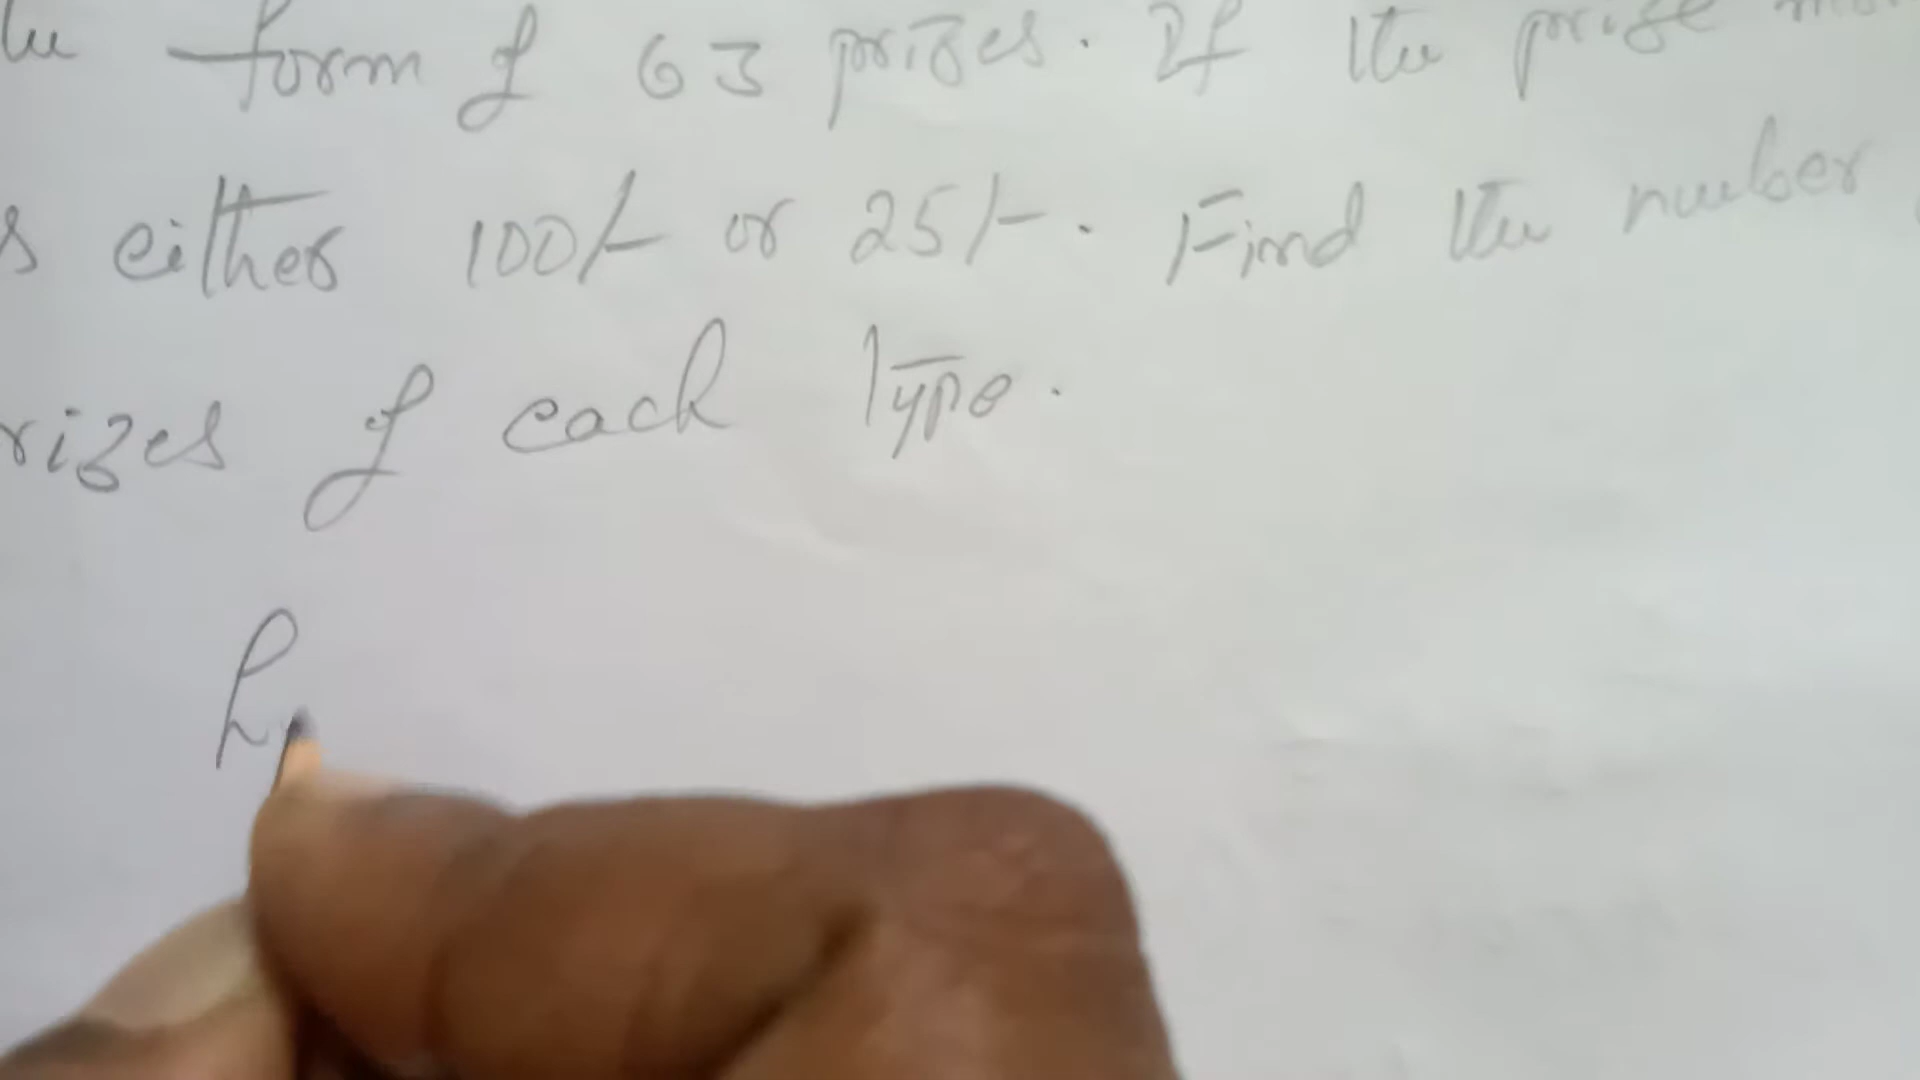 form of 63 prizes. If the prize
either 100/- or 25/-. Find the number
rizes of each type.